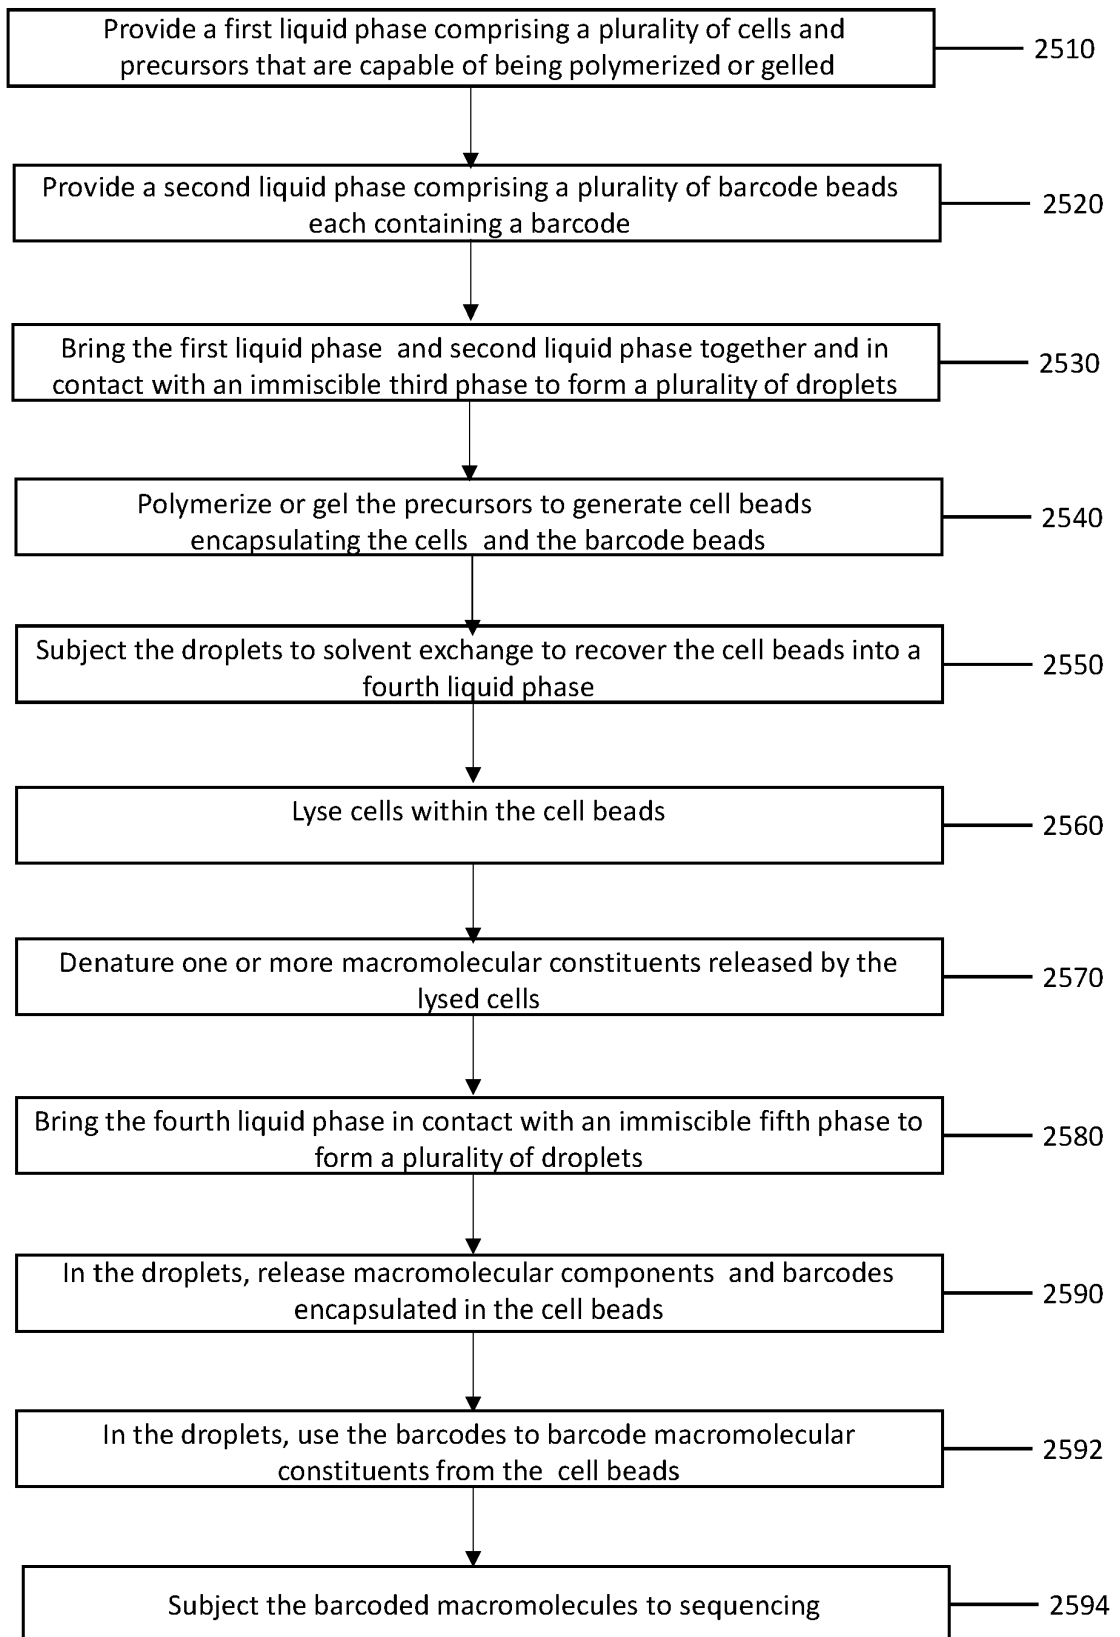 Provide a first liquid phase comprising a plurality of cells and
precursors that are capable of being polymerized or gelled
2510
Provide a second liquid phase comprising a plurality of barcode beads
each containing a barcode
2520
Bring the first liquid phase and second liquid phase together and in
contact with an immiscible third phase to form a plurality of droplets
2530
Polymerize or gel the precursors to generate cell beads
encapsulating the cells and the barcode beads
2540
Subject the droplets to solvent exchange to recover the cell beads into a
fourth liquid phase
2550
Lyse cells within the cell beads
2560
Denature one or more macromolecular constituents released by the
lysed cells
2570
Bring the fourth liquid phase in contact with an immiscible fifth phase to
form a plurality of droplets
2580
In the droplets, release macromolecular components and barcodes
encapsulated in the cell beads
2590
In the droplets, use the barcodes to barcode macromolecular
constituents from the cell beads
2592
Subject the barcoded macromolecules to sequencing
2594